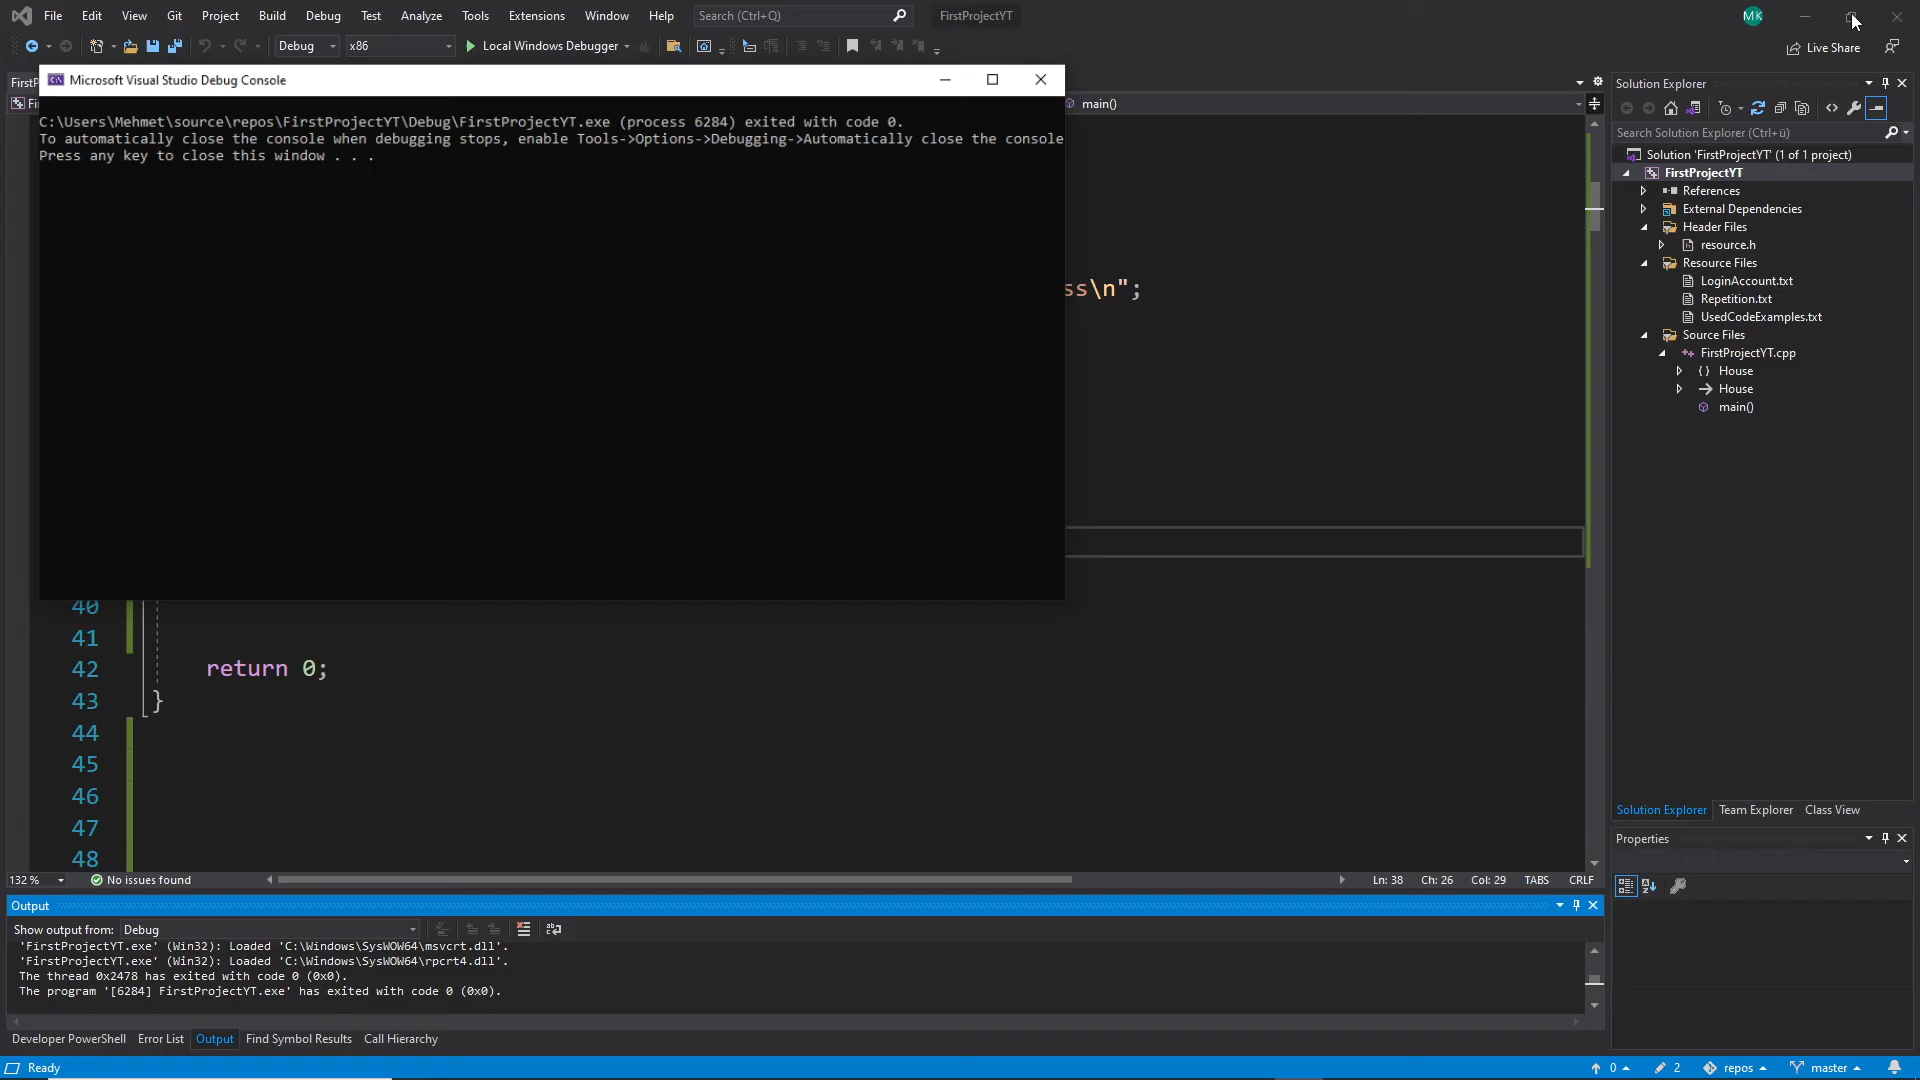 File Edit View Git Project Build Debug Test Analyze Tools Extensions Window Help Search (Ctrl+Q) FirstProjectYT MK
Debug x86 Local Windows Debugger Live Share
Microsoft Visual Studio Debug Console
C:\Users\Mehmet\source\repos\FirstProjectYT\Debug\FirstProjectYT.exe (process 6284) exited with code 0.
To automatically close the console when debugging stops, enable Tools->Options->Debugging->Automatically close the console
Press any key to close this window . . .
main()
ss\n";
40
41
42 return 0;
43 }
44
45
46
47
48
132 % No issues found Ln: 38 Ch: 26 Col: 29 TABS CRLF
Output
Show output from: Debug
'FirstProjectYT.exe' (Win32): Loaded 'C:\Windows\SysWOW64\msvcrt.dll'.
'FirstProjectYT.exe' (Win32): Loaded 'C:\Windows\SysWOW64\rpcrt4.dll'.
The thread 0x2478 has exited with code 0 (0x0).
The program '[6284] FirstProjectYT.exe' has exited with code 0 (0x0).
Developer PowerShell Error List Output Find Symbol Results Call Hierarchy
Solution Explorer
Search Solution Explorer (Ctrl+ü)
Solution 'FirstProjectYT' (1 of 1 project)
FirstProjectYT
References
External Dependencies
Header Files
resource.h
Resource Files
LoginAccount.txt
Repetition.txt
UsedCodeExamples.txt
Source Files
FirstProjectYT.cpp
{ } House
House
main()
Solution Explorer Team Explorer Class View
Properties
Ready 0 2 repos master